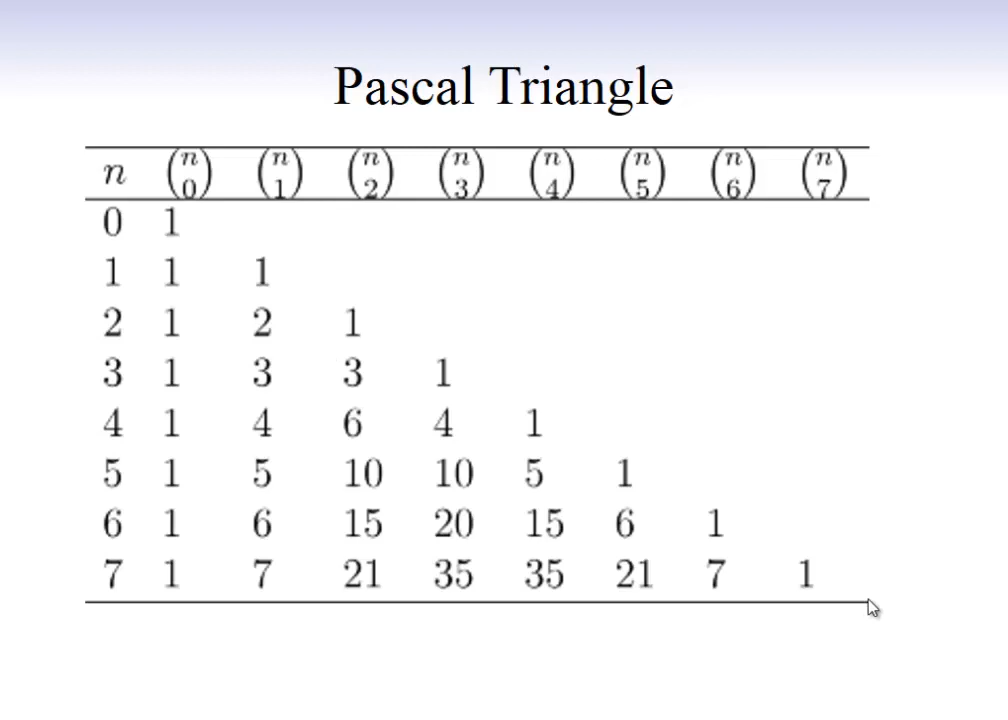 Pascal Triangle
n (n 0) (n 1) (n 2) (n 3) (n 4) (n 5) (n 6) (n 7)
0 1
1 1 1
2 1 2 1
3 1 3 3 1
4 1 4 6 4 1
5 1 5 10 10 5 1
6 1 6 15 20 15 6 1
7 1 7 21 35 35 21 7 1